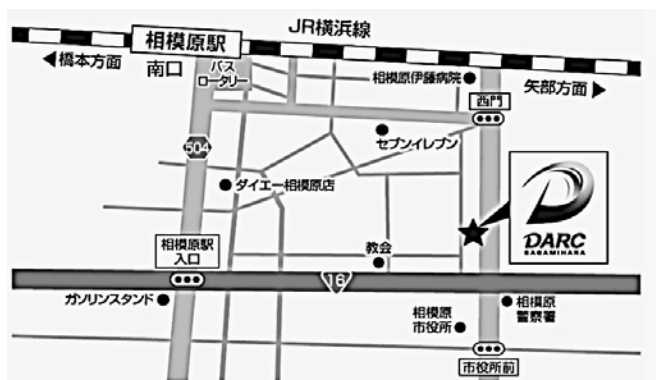 JR横浜線
相模原駅
橋本方面
南口
バス
ロータリー
相模原伊藤病院
西門
矢部方面
セブンイレブン
504
ダイエー相模原店
DARC
SAGAMIHARA
相模原駅
入口
教会
16
ガソリンスタンド
相模原
市役所
相模原
警察署
市役所前